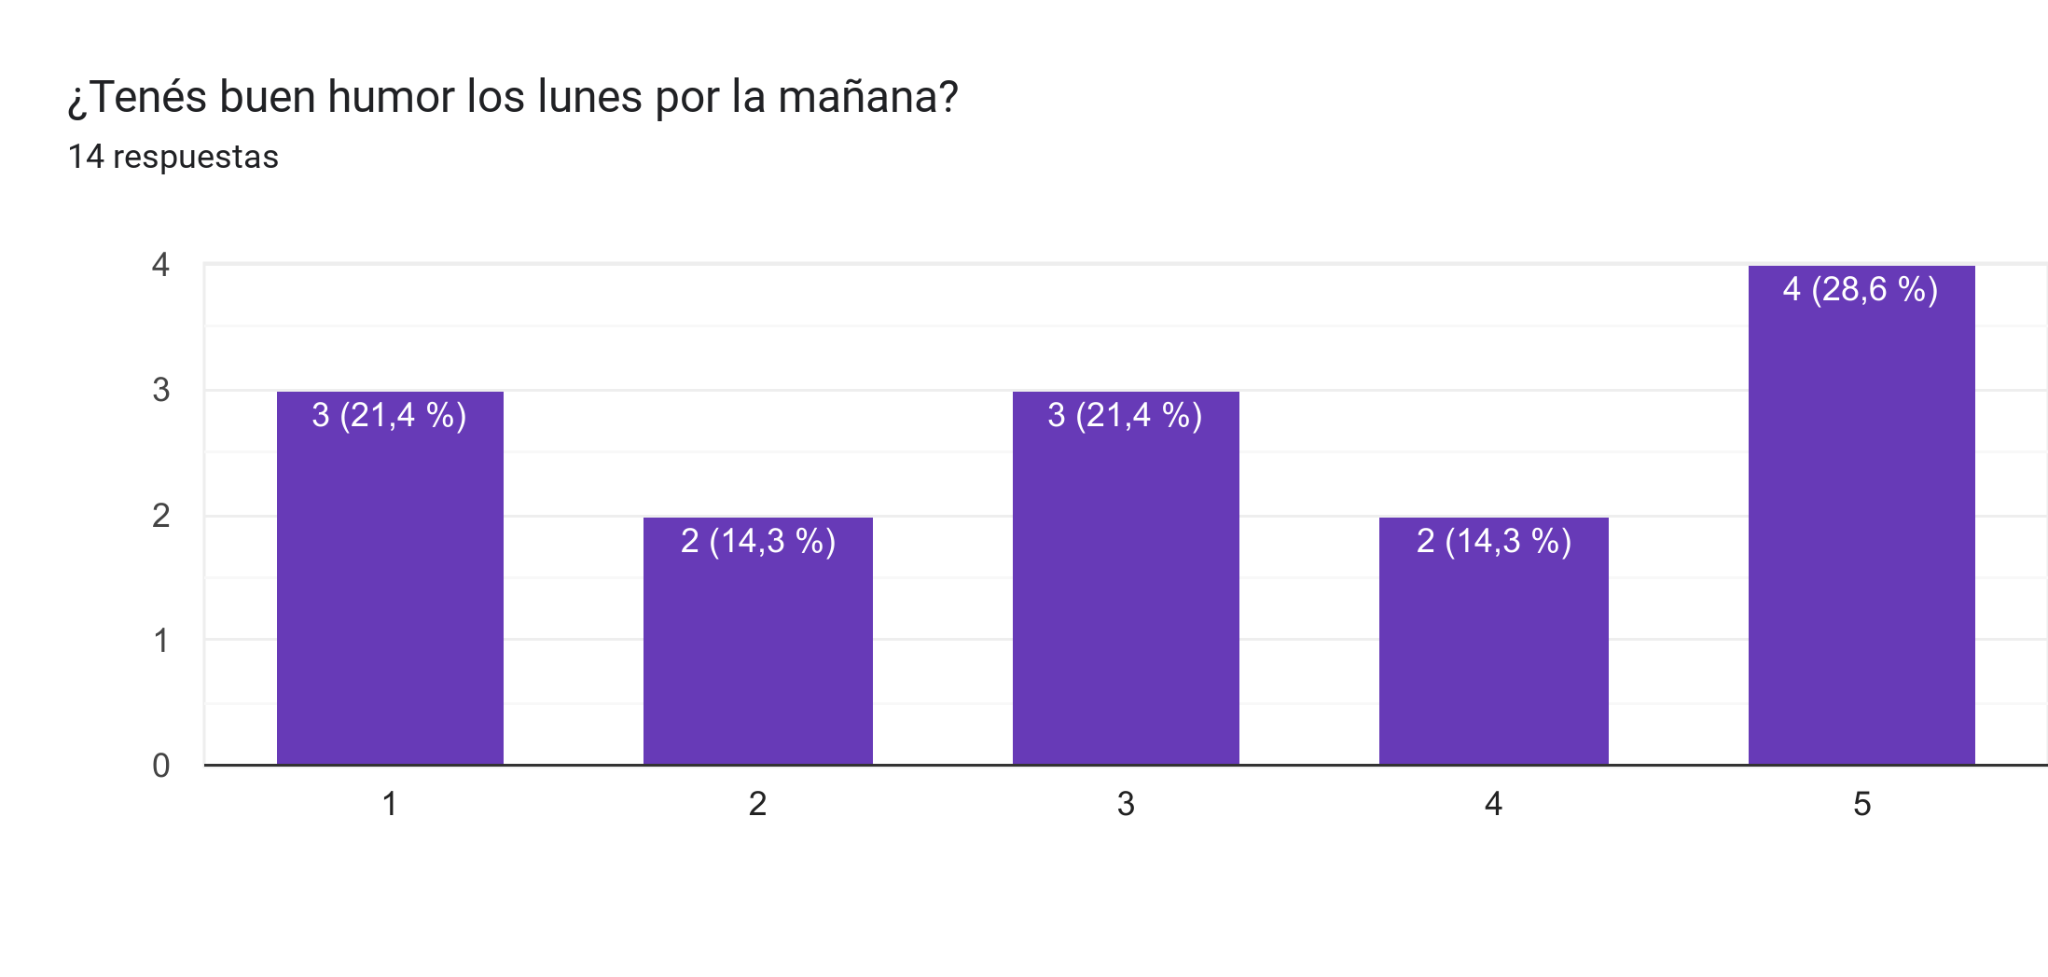 ¿Tenés buen humor los lunes por la mañana?
14 respuestas
4
3
2
1
0
3 (21,4 %)
2 (14,3 %)
3 (21,4 %)
2 (14,3 %)
4 (28,6 %)
1 2 3 4 5